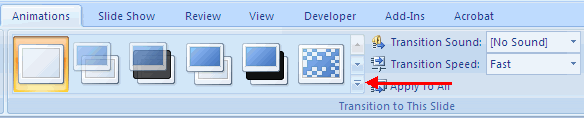 Animations Slide Show Review View Developer Add-Ins Acrobat
Transition Sound: [No Sound]
Transition Speed: Fast
Apply To All
Transition to This Slide